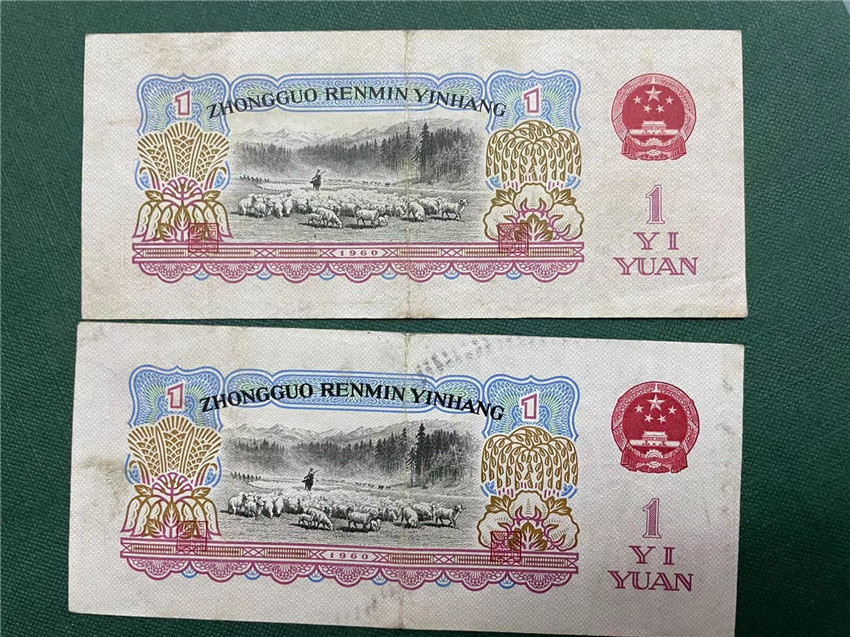 1 ZHONGGUO RENMIN YINHANG 1
1960
1
YI
YUAN
1 ZHONGGUO RENMIN YINHANG 1
1960
1
YI
YUAN